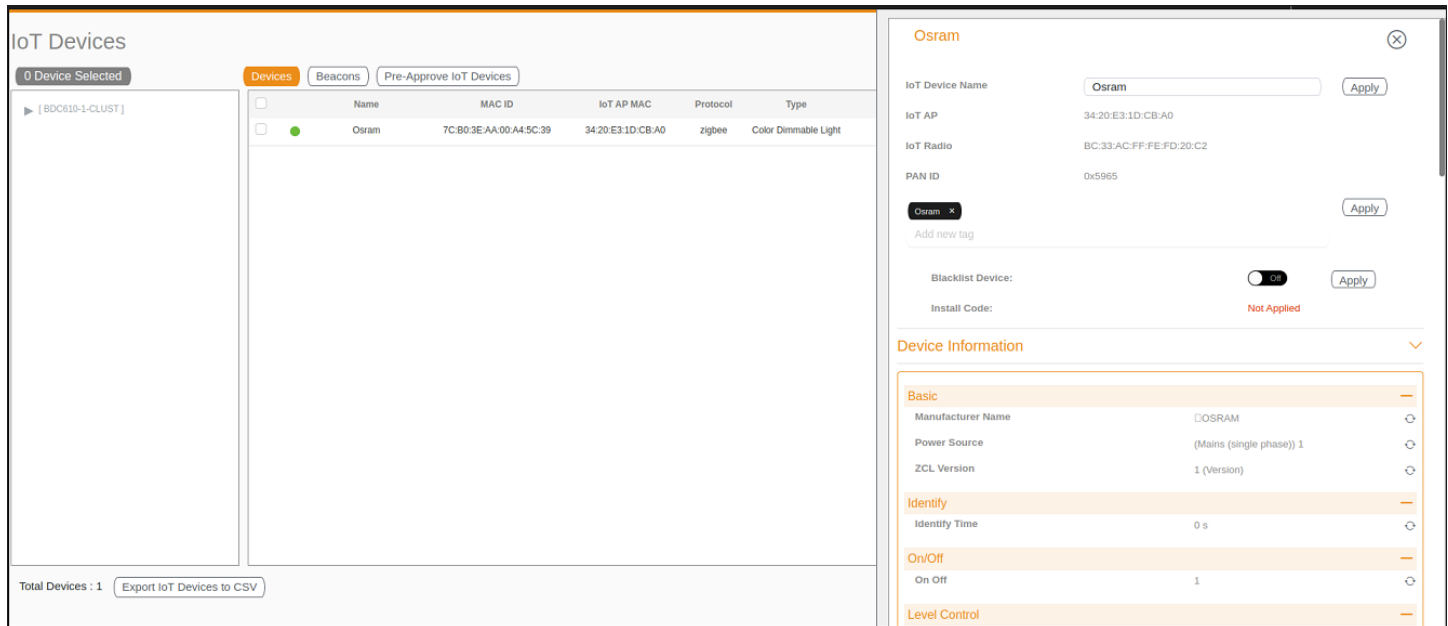 IoT Devices
0 Device Selected
[ BDC610-1-CLUST ]
Devices Beacons Pre-Approve IoT Devices
Name MAC ID IoT AP MAC Protocol Type
Osram 7C:B0:3E:AA:00:A4:5C:39 34:20:E3:1D:CB:A0 zigbee Color Dimmable Light
Total Devices : 1 Export IoT Devices to CSV
Osram
IoT Device Name Osram Apply
IoT AP 34:20:E3:1D:CB:A0
IoT Radio BC:33:AC:FF:FE:FD:20:C2
PAN ID 0x5965
Osram × Apply
Add new tag
Blacklist Device: Off Apply
Install Code: Not Applied
Device Information
Basic
Manufacturer Name □OSRAM
Power Source (Mains (single phase)) 1
ZCL Version 1 (Version)
Identify
Identify Time 0 s
On/Off
On Off 1
Level Control